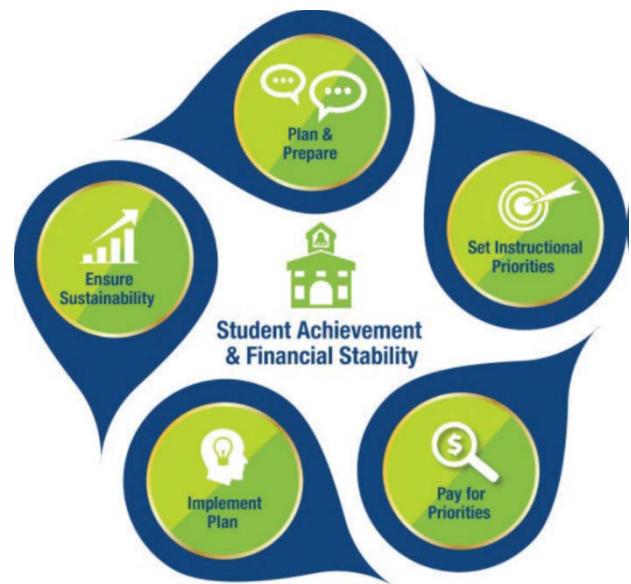 Plan &
Prepare
Set Instructional
Priorities
Pay for
Priorities
Implement
Plan
Ensure
Sustainability
Student Achievement
& Financial Stability
$